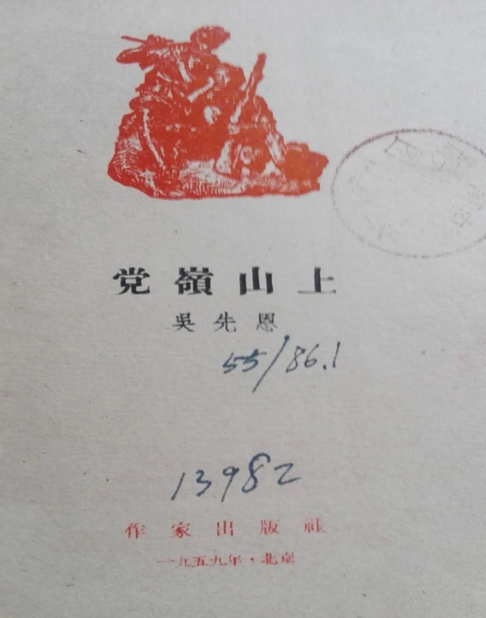 党嶺山上
吳先恩
55/86.1
13982
作家出版社
一九五九年·北京